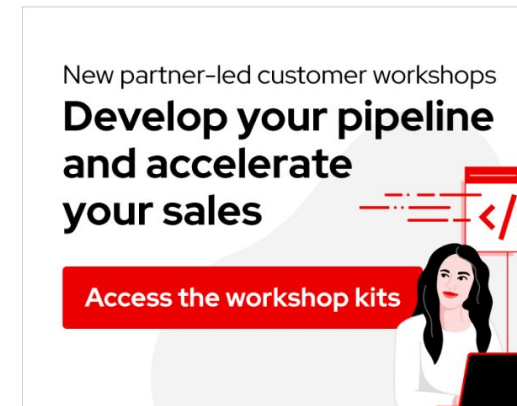 New partner-led customer workshops
Develop your pipeline
and accelerate
your sales
Access the workshop kits
</>